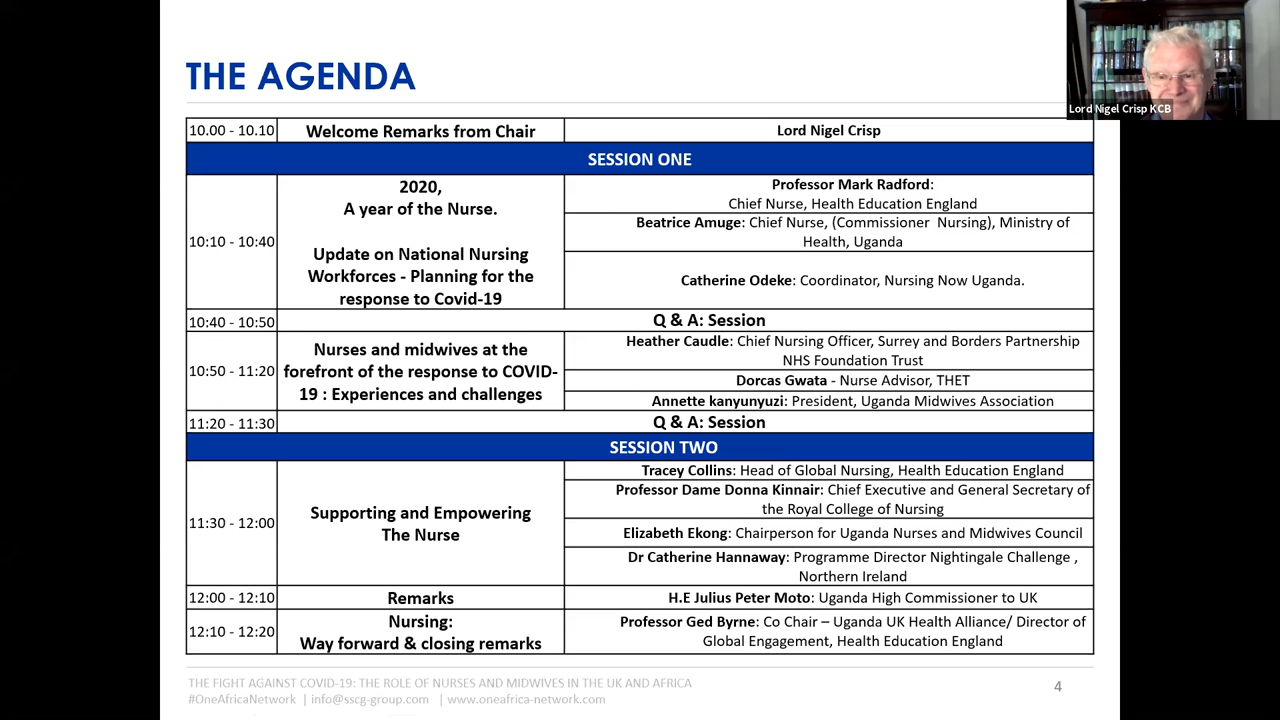 THE AGENDA
Lord Nigel Crisp KCB
10.00 - 10.10
Welcome Remarks from Chair
Lord Nigel Crisp
SESSION ONE
10:10 - 10:40
2020,
A year of the Nurse.
Update on National Nursing
Workforces - Planning for the
response to Covid-19
Professor Mark Radford:
Chief Nurse, Health Education England
Beatrice Amuge: Chief Nurse, (Commissioner Nursing), Ministry of
Health, Uganda
Catherine Odeke: Coordinator, Nursing Now Uganda.
10:40 - 10:50
Q & A: Session
10:50 - 11:20
Nurses and midwives at the
forefront of the response to COVID-
19 : Experiences and challenges
Heather Caudle: Chief Nursing Officer, Surrey and Borders Partnership
NHS Foundation Trust
Dorcas Gwata - Nurse Advisor, THET
Annette kanyunyuzi: President, Uganda Midwives Association
11:20 - 11:30
Q & A: Session
SESSION TWO
11:30 - 12:00
Supporting and Empowering
The Nurse
Tracey Collins: Head of Global Nursing, Health Education England
Professor Dame Donna Kinnair: Chief Executive and General Secretary of
the Royal College of Nursing
Elizabeth Ekong: Chairperson for Uganda Nurses and Midwives Council
Dr Catherine Hannaway: Programme Director Nightingale Challenge ,
Northern Ireland
12:00 - 12:10
Remarks
H.E Julius Peter Moto: Uganda High Commissioner to UK
12:10 - 12:20
Nursing:
Way forward & closing remarks
Professor Ged Byrne: Co Chair – Uganda UK Health Alliance/ Director of
Global Engagement, Health Education England
THE FIGHT AGAINST COVID-19: THE ROLE OF NURSES AND MIDWIVES IN THE UK AND AFRICA
#OneAfricaNetwork | info@sscg-group.com | www.oneafrica-network.com
4